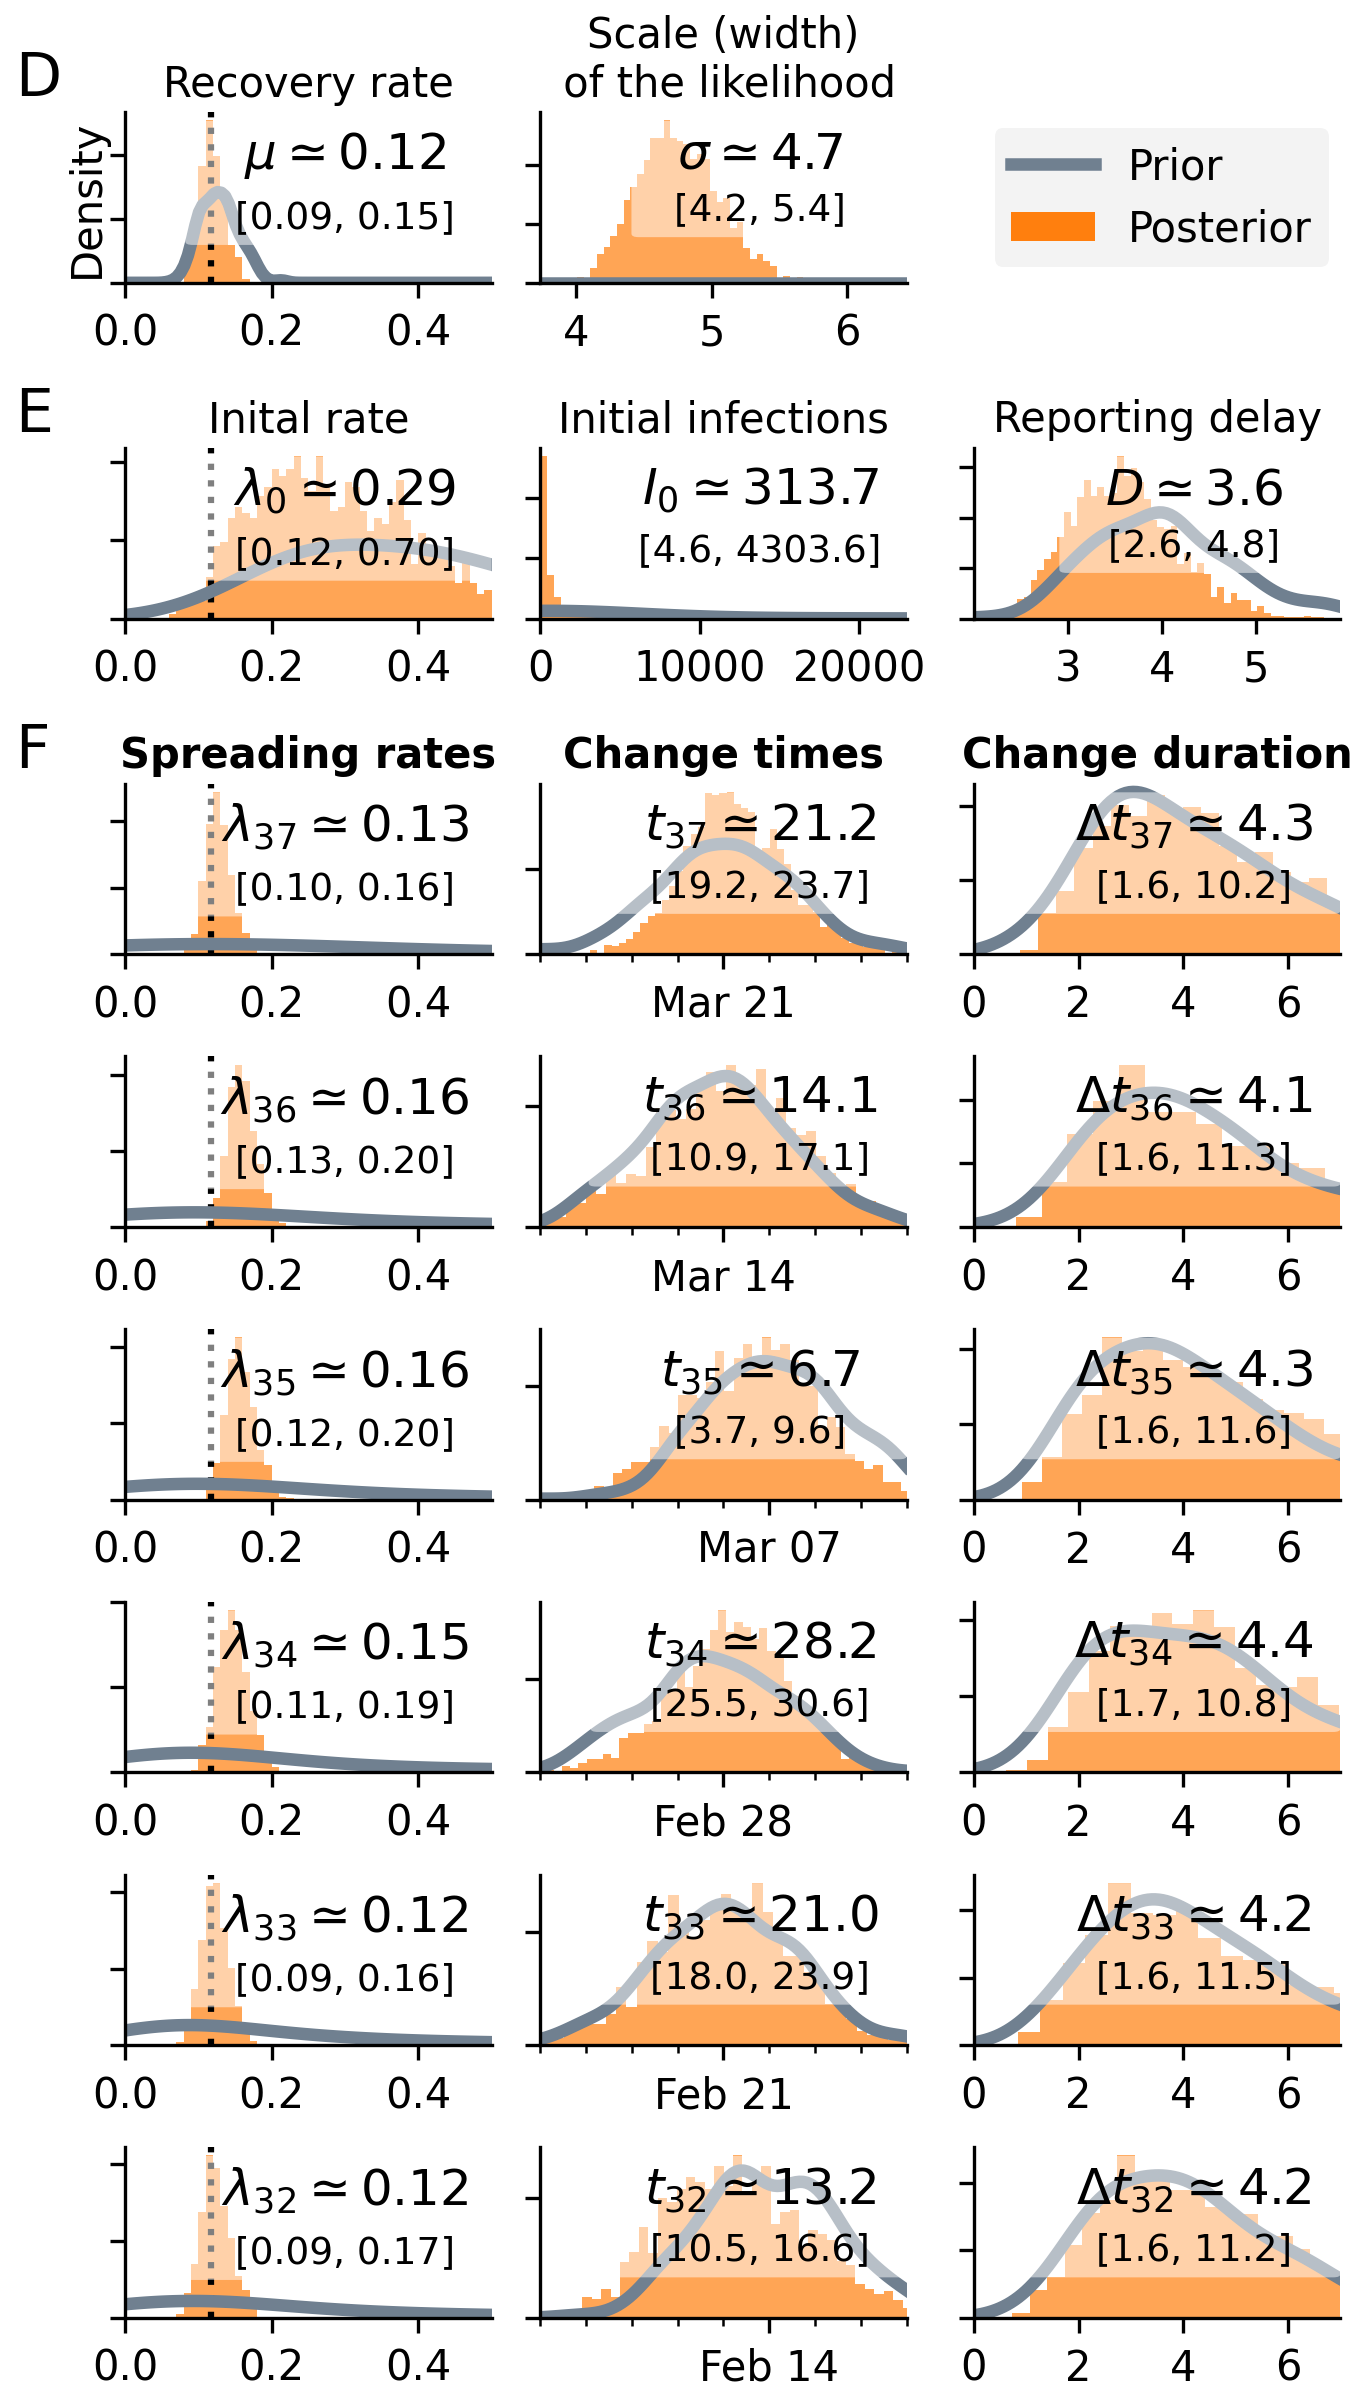 D
Recovery rate
Scale (width)
of the likelihood
Density
μ ≃ 0.12
[0.09, 0.15]
0.0 0.2 0.4
σ ≃ 4.7
[4.2, 5.4]
4 5 6
Prior
Posterior
E
Inital rate
Initial infections
Reporting delay
λ₀ ≃ 0.29
[0.12, 0.70]
0.0 0.2 0.4
I₀ ≃ 313.7
[4.6, 4303.6]
0 10000 20000
D ≃ 3.6
[2.6, 4.8]
3 4 5
F
Spreading rates
Change times
Change duration
λ₃₇ ≃ 0.13
[0.10, 0.16]
0.0 0.2 0.4
t₃₇ ≃ 21.2
[19.2, 23.7]
Mar 21
Δt₃₇ ≃ 4.3
[1.6, 10.2]
0 2 4 6
λ₃₆ ≃ 0.16
[0.13, 0.20]
0.0 0.2 0.4
t₃₆ ≃ 14.1
[10.9, 17.1]
Mar 14
Δt₃₆ ≃ 4.1
[1.6, 11.3]
0 2 4 6
λ₃₅ ≃ 0.16
[0.12, 0.20]
0.0 0.2 0.4
t₃₅ ≃ 6.7
[3.7, 9.6]
Mar 07
Δt₃₅ ≃ 4.3
[1.6, 11.6]
0 2 4 6
λ₃₄ ≃ 0.15
[0.11, 0.19]
0.0 0.2 0.4
t₃₄ ≃ 28.2
[25.5, 30.6]
Feb 28
Δt₃₄ ≃ 4.4
[1.7, 10.8]
0 2 4 6
λ₃₃ ≃ 0.12
[0.09, 0.16]
0.0 0.2 0.4
t₃₃ ≃ 21.0
[18.0, 23.9]
Feb 21
Δt₃₃ ≃ 4.2
[1.6, 11.5]
0 2 4 6
λ₃₂ ≃ 0.12
[0.09, 0.17]
0.0 0.2 0.4
t₃₂ ≃ 13.2
[10.5, 16.6]
Feb 14
Δt₃₂ ≃ 4.2
[1.6, 11.2]
0 2 4 6